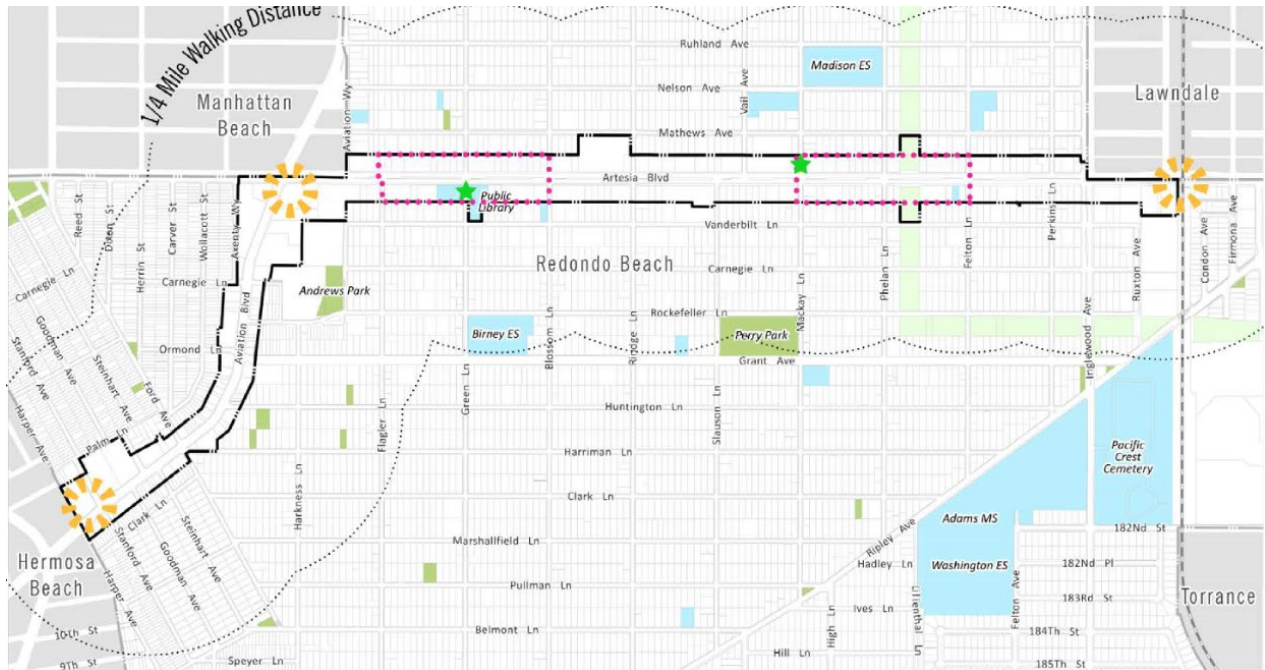 1/4 Mile Walking Distance
Ruhland Ave
Madison ES
Manhattan
Beach
Lawndale
Nelson Ave
Vail Ave
Aviation Wy
Mathews Ave
Artesia Blvd
Public
Library
Vanderbilt Ln
Reed St
Dixon St
Carver St
Wollacott St
Axenty Wy
Herrin St
Perkins Ln
Felton Ln
Condon Ave
Firmona Ave
Redondo Beach
Carnegie Ln
Carnegie Ln
Carnegie Ln
Andrews Park
Mackay Ln
Phelan Ln
Ruxton Ave
Goodman Ave
Stanford Ave
Steinhart Ave
Harper Ave
Ford Ave
Aviation Blvd
Rockefeller Ln
Birney ES
Perry Park
Ormond Ln
Blossom Ln
Rindge Ln
Grant Ave
Inglewood Ave
Green Ln
Flagler Ln
Huntington Ln
Slauson Ln
Palm Ln
Harriman Ln
Pacific
Crest
Cemetery
Harkness Ln
Clark Ln
Clark Ln
Adams MS
182Nd St
Ripley Ave
Stanford Ave
Goodman Ave
Steinhart Ave
Harper Ave
Marshallfield Ln
Hermosa
Beach
Hadley Ln
Washington ES
182Nd Pl
Pullman Ln
Torrance
183Rd St
High Ln
Ives Ln
Lilienthal Ln
Felton Ave
10Th St
Belmont Ln
184Th St
9Th St
Speyer Ln
Hill Ln
185Th St